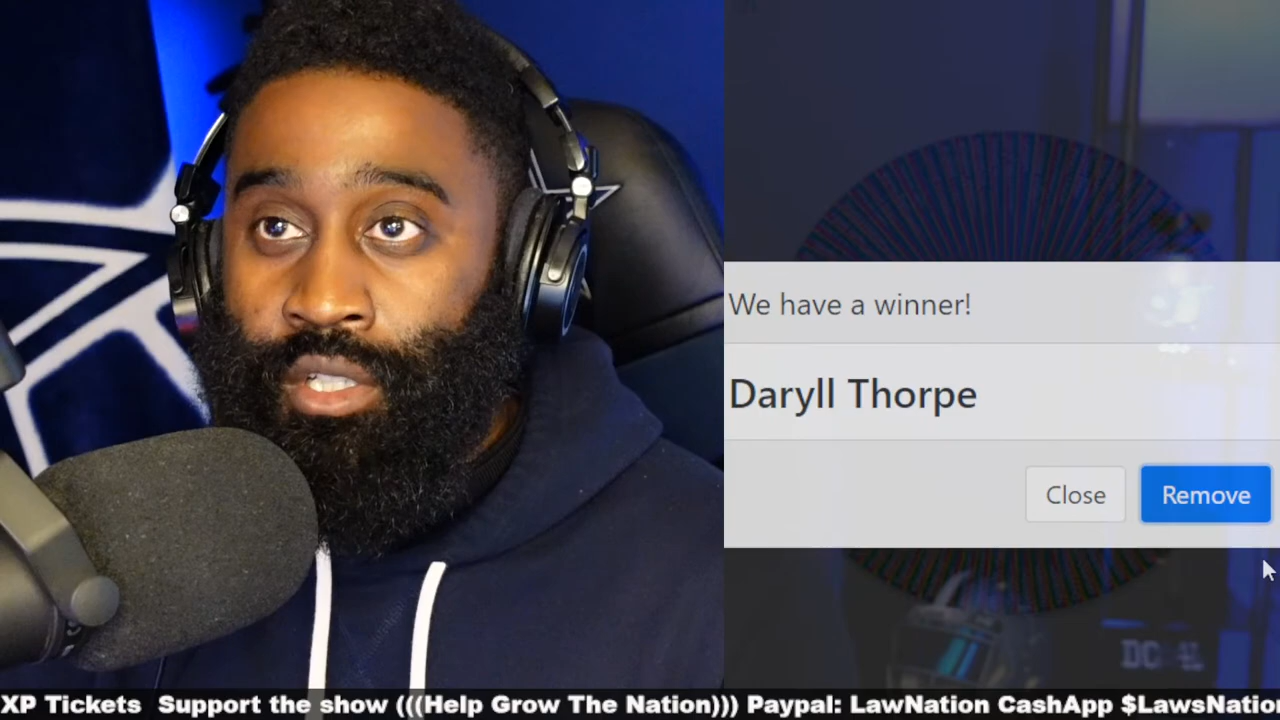 We have a winner!
Daryll Thorpe
Close
Remove
XP Tickets Support the show (((Help Grow The Nation))) Paypal: LawNation CashApp $LawsNation